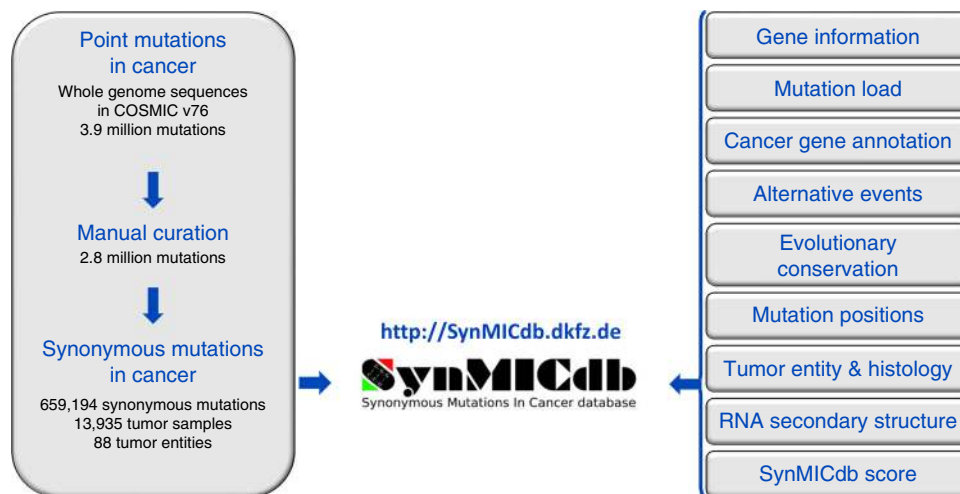 Point mutations
in cancer
Whole genome sequences
in COSMIC v76
3.9 million mutations
Manual curation
2.8 million mutations
Synonymous mutations
in cancer
659,194 synonymous mutations
13,935 tumor samples
88 tumor entities
http://SynMICdb.dkfz.de
SynMICdb
Synonymous Mutations In Cancer database
Gene information
Mutation load
Cancer gene annotation
Alternative events
Evolutionary
conservation
Mutation positions
Tumor entity & histology
RNA secondary structure
SynMICdb score